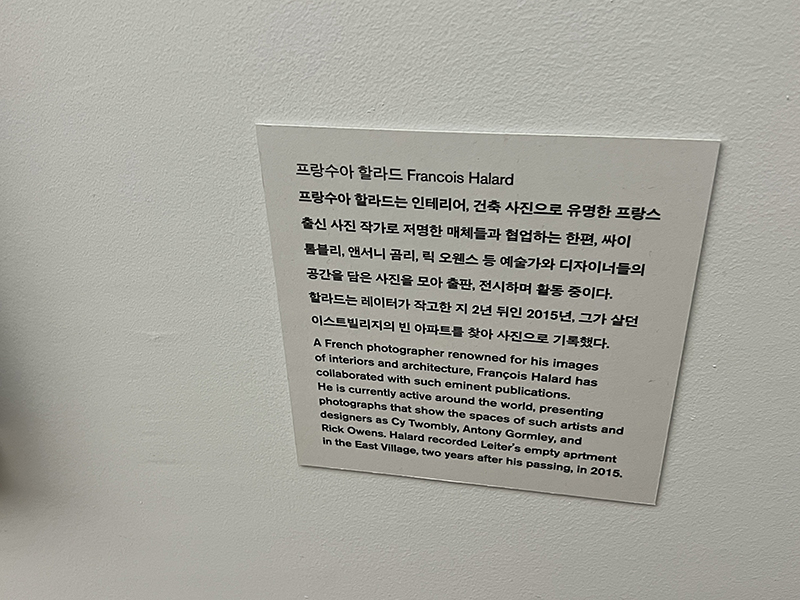 프랑수아 할라드 Francois Halard
프랑수아 할라드는 인테리어, 건축 사진으로 유명한 프랑스
출신 사진 작가로 저명한 매체들과 협업하는 한편, 싸이
톰블리, 앤서니 곰리, 릭 오웬스 등 예술가와 디자이너들의
공간을 담은 사진을 모아 출판, 전시하며 활동 중이다.
할라드는 레이터가 작고한 지 2년 뒤인 2015년, 그가 살던
이스트빌리지의 빈 아파트를 찾아 사진으로 기록했다.
A French photographer renowned for his images
of interiors and architecture, François Halard has
collaborated with such eminent publications.
He is currently active around the world, presenting
photographs that show the spaces of such artists and
designers as Cy Twombly, Antony Gormley, and
Rick Owens. Halard recorded Leiter's empty aprtment
in the East Village, two years after his passing, in 2015.